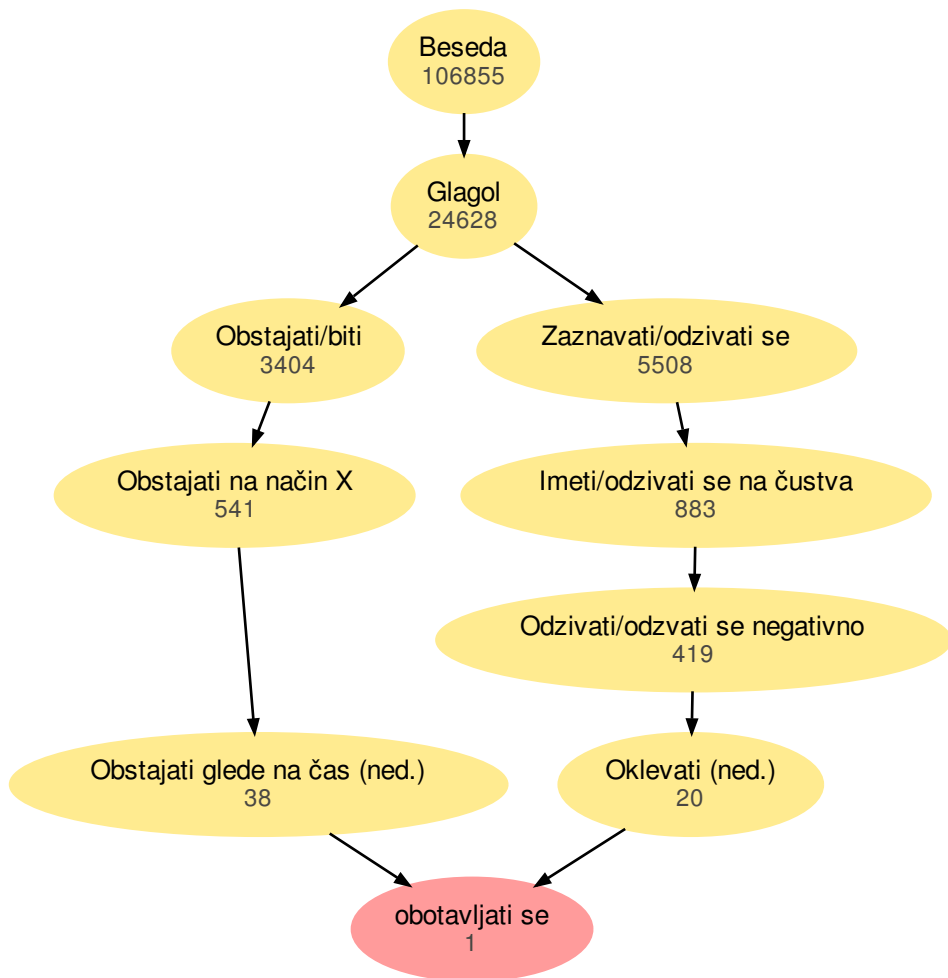 Beseda
106855
Glagol
24628
Obstajati/biti
3404
Zaznavati/odzivati se
5508
Obstajati na način X
541
Imeti/odzivati se na čustva
883
Odzivati/odzvati se negativno
419
Obstajati glede na čas (ned.)
38
Oklevati (ned.)
20
obotavljati se
1